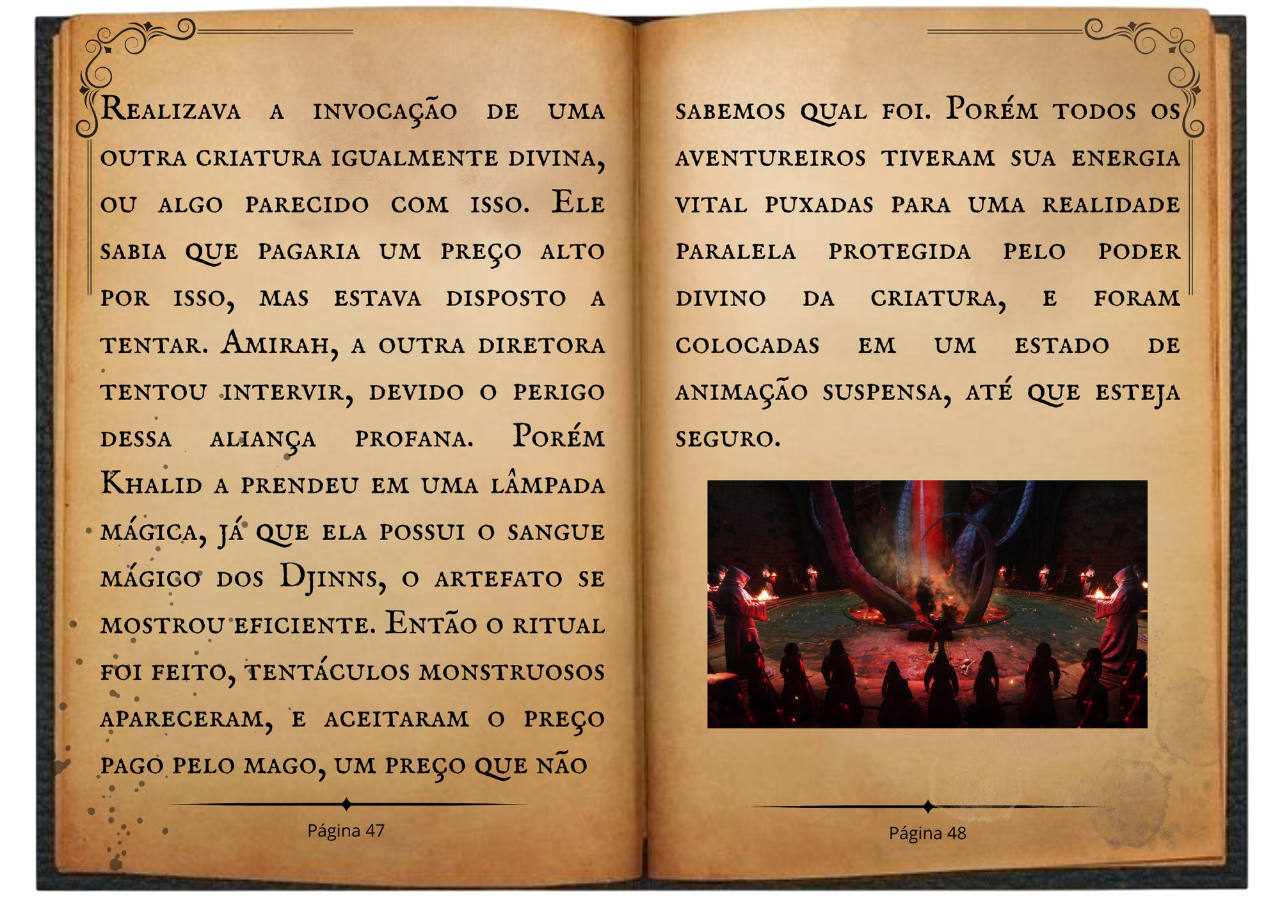 Realizava a invocação de uma
outra criatura igualmente divina,
ou algo parecido com isso. Ele
sabia que pagaria um preço alto
por isso, mas estava disposto a
tentar. Amirah, a outra diretora
tentou intervir, devido o perigo
dessa aliança profana. Porém
Khalid a prendeu em uma lâmpada
mágica, já que ela possui o sangue
mágico dos Djinns, o artefato se
mostrou eficiente. Então o ritual
foi feito, tentáculos monstruosos
apareceram, e aceitaram o preço
pago pelo mago, um preço que não
Página 47
sabemos qual foi. Porém todos os
aventureiros tiveram sua energia
vital puxadas para uma realidade
paralela protegida pelo poder
divino da criatura, e foram
colocadas em um estado de
animação suspensa, até que esteja
seguro.
Página 48